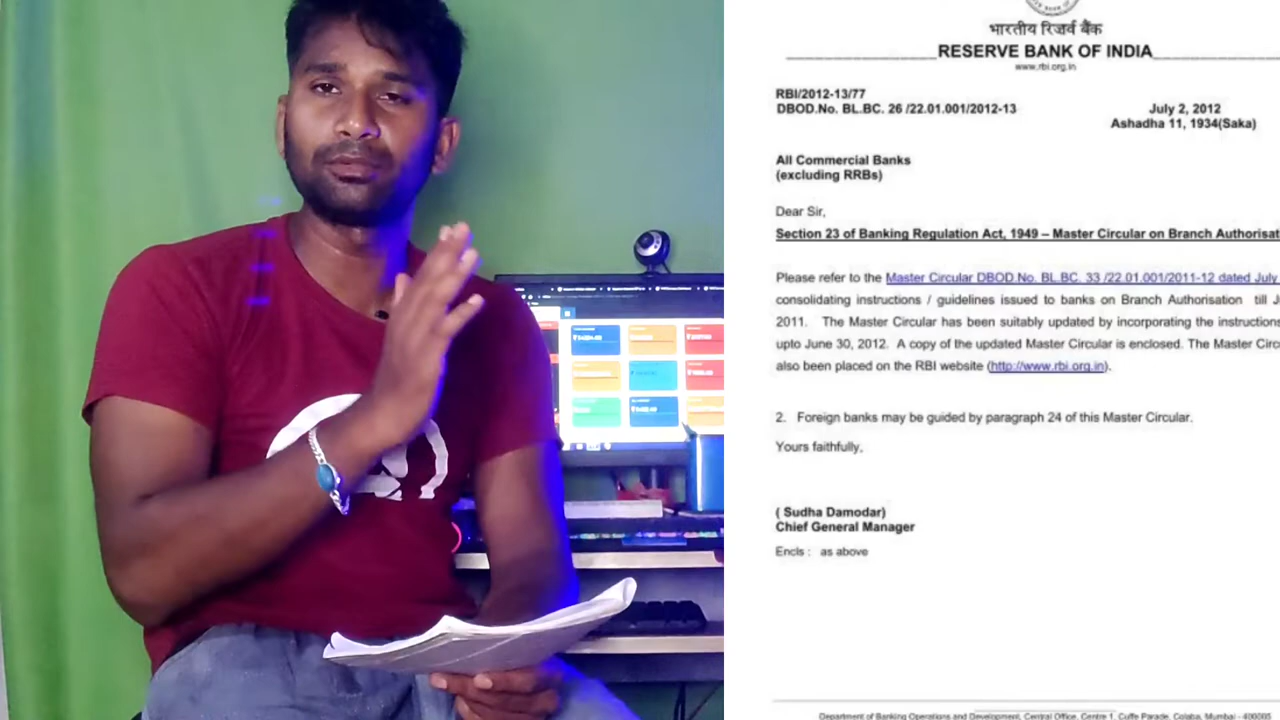 भारतीय रिज़र्व बैंक
RESERVE BANK OF INDIA
www.rbi.org.in
RBI/2012-13/77
DBOD.No. BL.BC. 26 /22.01.001/2012-13
July 2, 2012
Ashadha 11, 1934(Saka)
All Commercial Banks
(excluding RRBs)
Dear Sir,
Section 23 of Banking Regulation Act, 1949 – Master Circular on Branch Authorisat
Please refer to the Master Circular DBOD.No. BL.BC. 33 /22.01.001/2011-12 dated July
consolidating instructions / guidelines issued to banks on Branch Authorisation till J
2011. The Master Circular has been suitably updated by incorporating the instructions
upto June 30, 2012. A copy of the updated Master Circular is enclosed. The Master Circ
also been placed on the RBI website (http://www.rbi.org.in).
2. Foreign banks may be guided by paragraph 24 of this Master Circular.
Yours faithfully,
( Sudha Damodar)
Chief General Manager
Encls : as above
Department of Banking Operations and Development, Central Office, Centre 1, Cuffe Parade, Colaba, Mumbai - 400005